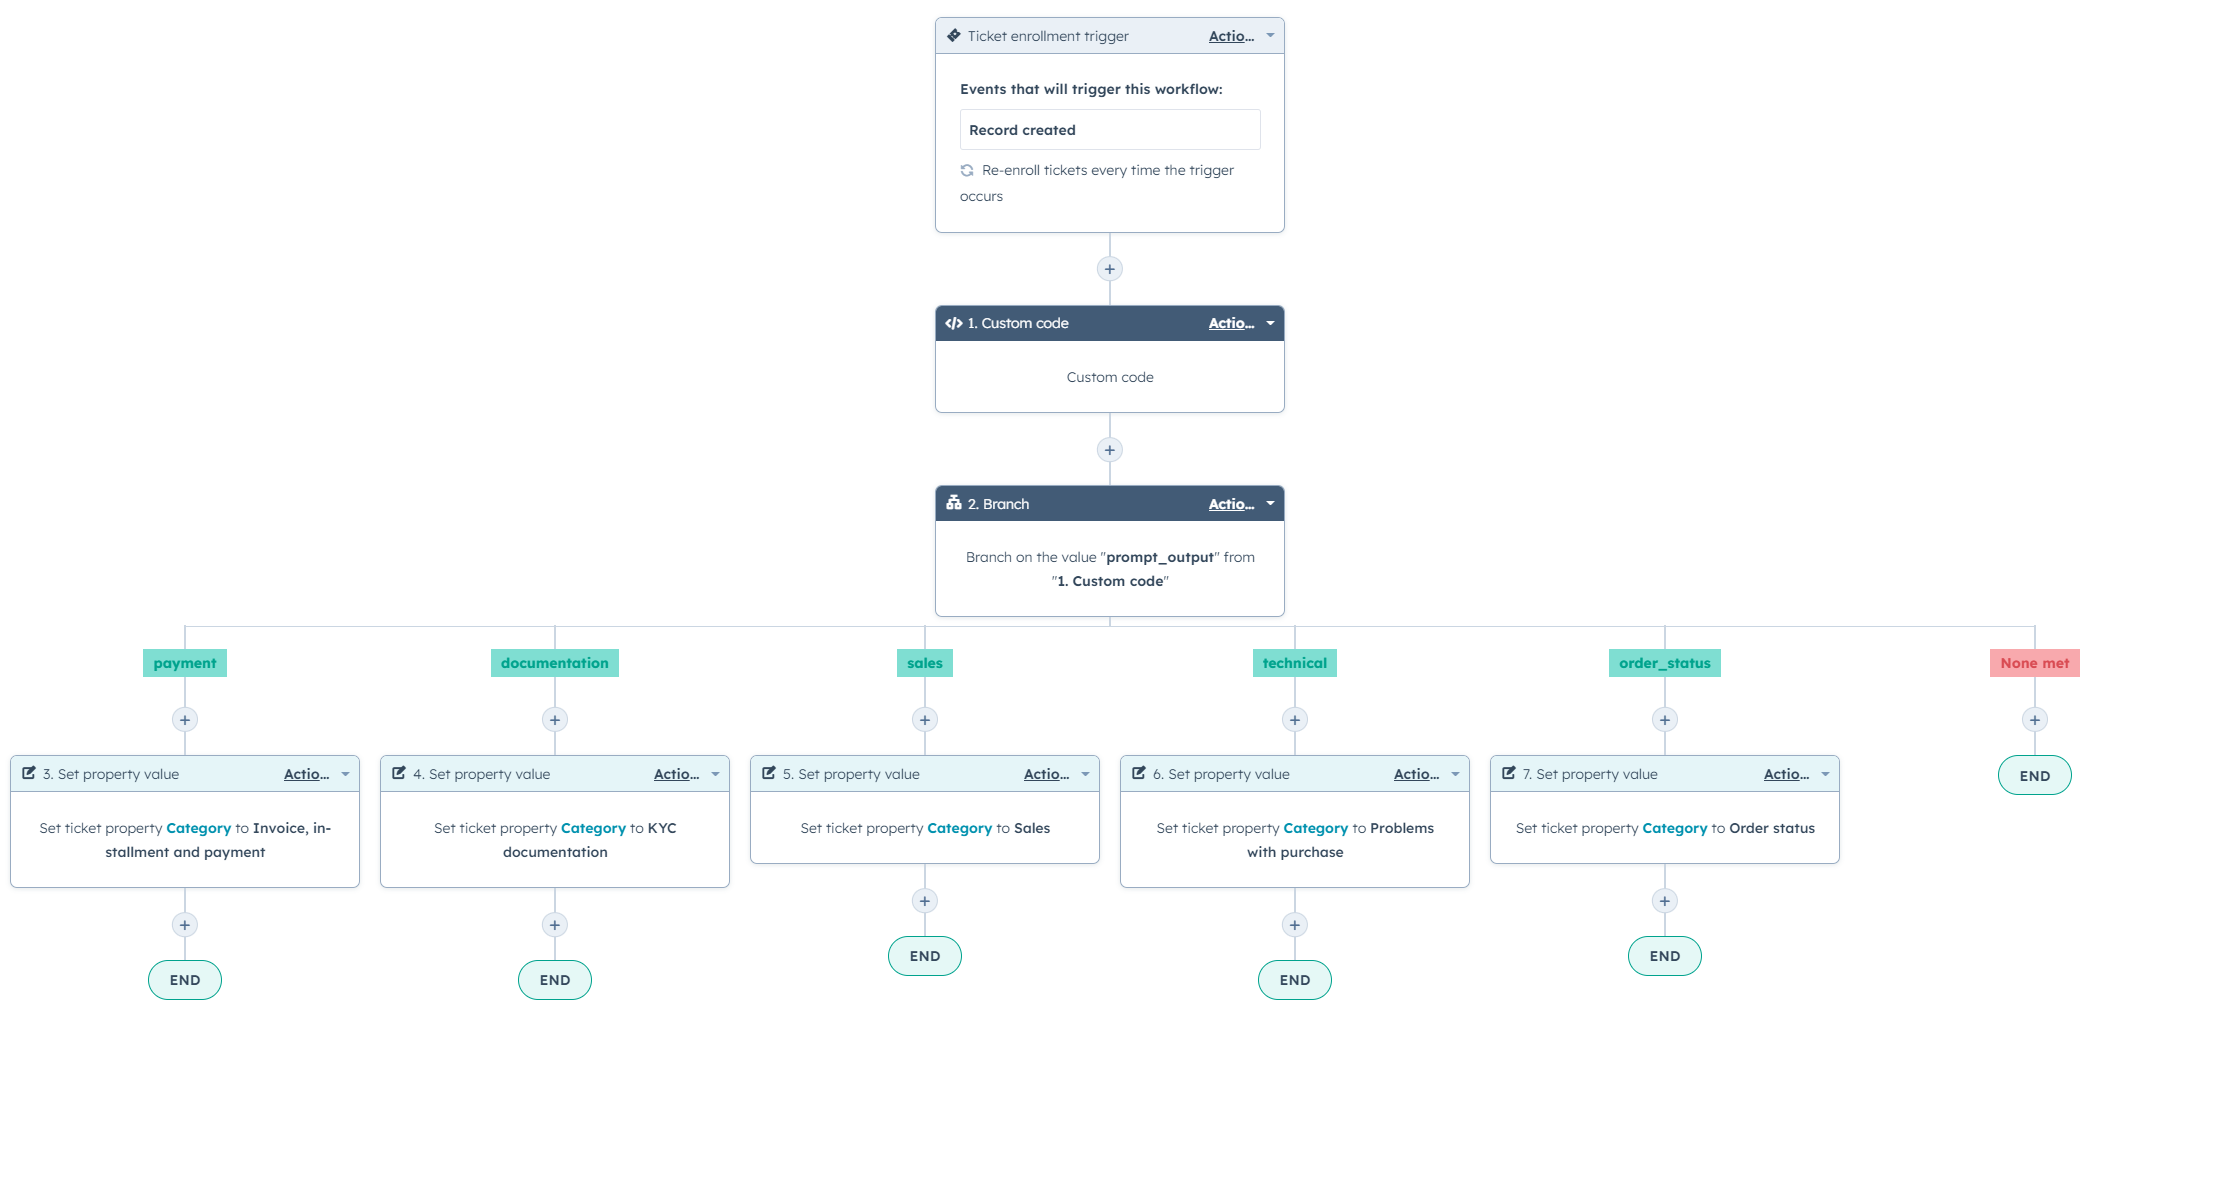 Ticket enrollment trigger Actio...
Events that will trigger this workflow:
Record created
Re-enroll tickets every time the trigger
occurs
+
</> 1. Custom code Actio...
Custom code
+
2. Branch Actio...
Branch on the value "prompt_output" from
"1. Custom code"
payment documentation sales technical order_status None met
+ + + + + +
3. Set property value Actio...
Set ticket property Category to Invoice, in-
stallment and payment
+
END
4. Set property value Actio...
Set ticket property Category to KYC
documentation
+
END
5. Set property value Actio...
Set ticket property Category to Sales
+
END
6. Set property value Actio...
Set ticket property Category to Problems
with purchase
+
END
7. Set property value Actio...
Set ticket property Category to Order status
+
END
END